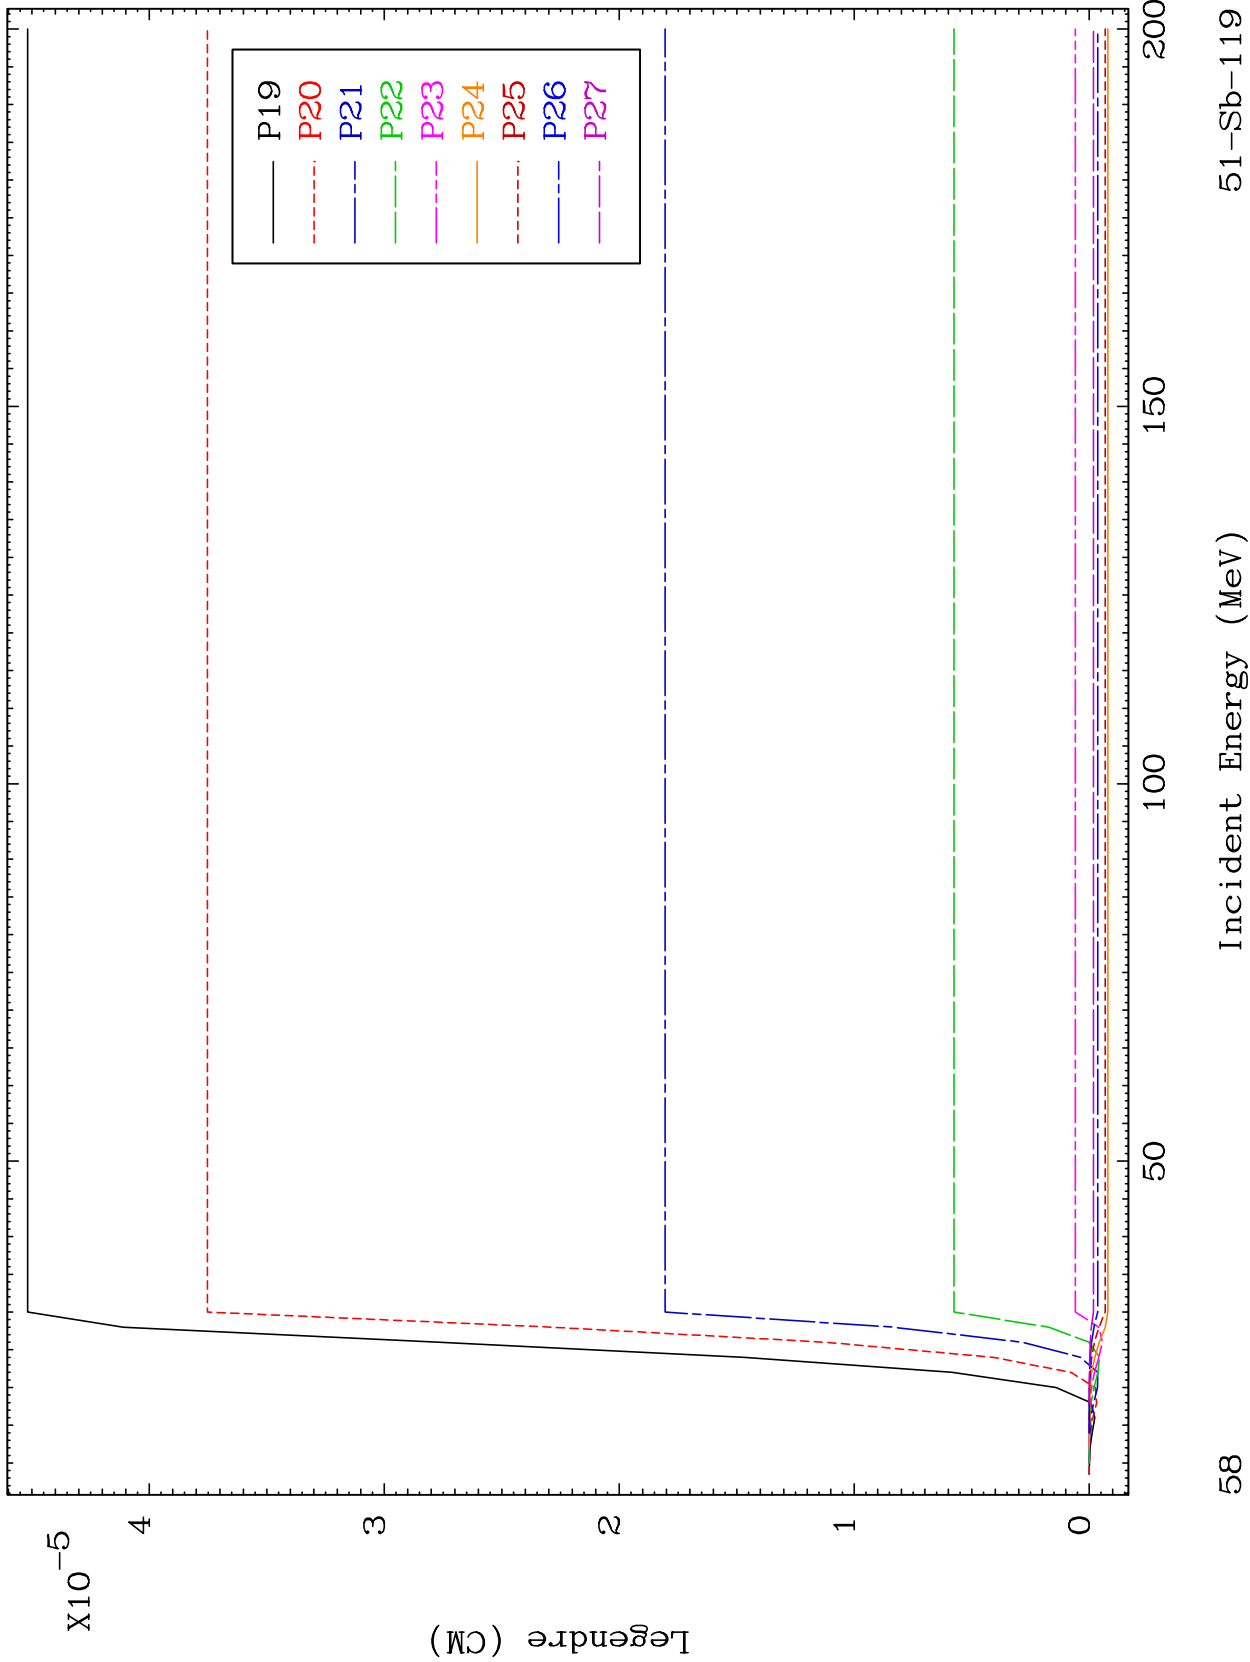 X10-5
Legendre (CM)
4
3
2
1
0
P19
P20
P21
P22
P23
P24
P25
P26
P27
50
100
150
200
Incident Energy (MeV)
58
51-Sb-119